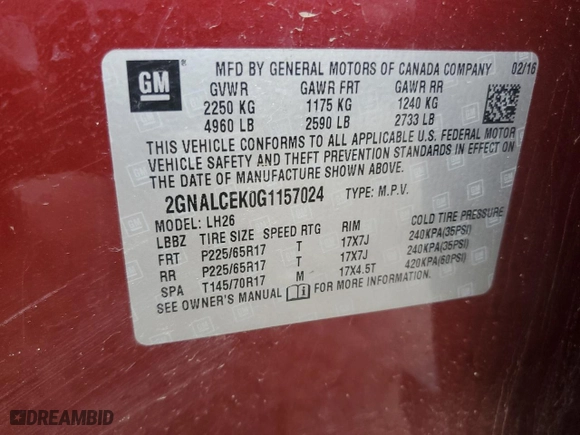 GM
MFD BY GENERAL MOTORS OF CANADA COMPANY 02/16
GVWR GAWR FRT GAWR RR
2250 KG 1175 KG 1240 KG
4960 LB 2590 LB 2733 LB
THIS VEHICLE CONFORMS TO ALL APPLICABLE U.S. FEDERAL MOTOR
VEHICLE SAFETY AND THEFT PREVENTION STANDARDS IN EFFECT ON
THE DATE OF MANUFACTURE SHOWN ABOVE.
2GNALCEK0G1157024 TYPE: M.P.V.
MODEL: LH26
LBBZ TIRE SIZE SPEED RTG RIM COLD TIRE PRESSURE
FRT P225/65R17 T 17X7J 240KPA(35PSI)
RR P225/65R17 T 17X7J 240KPA(35PSI)
SPA T145/70R17 M 17X4.5T 420KPA(60PSI)
SEE OWNER'S MANUAL FOR MORE INFORMATION.
DREAMBID